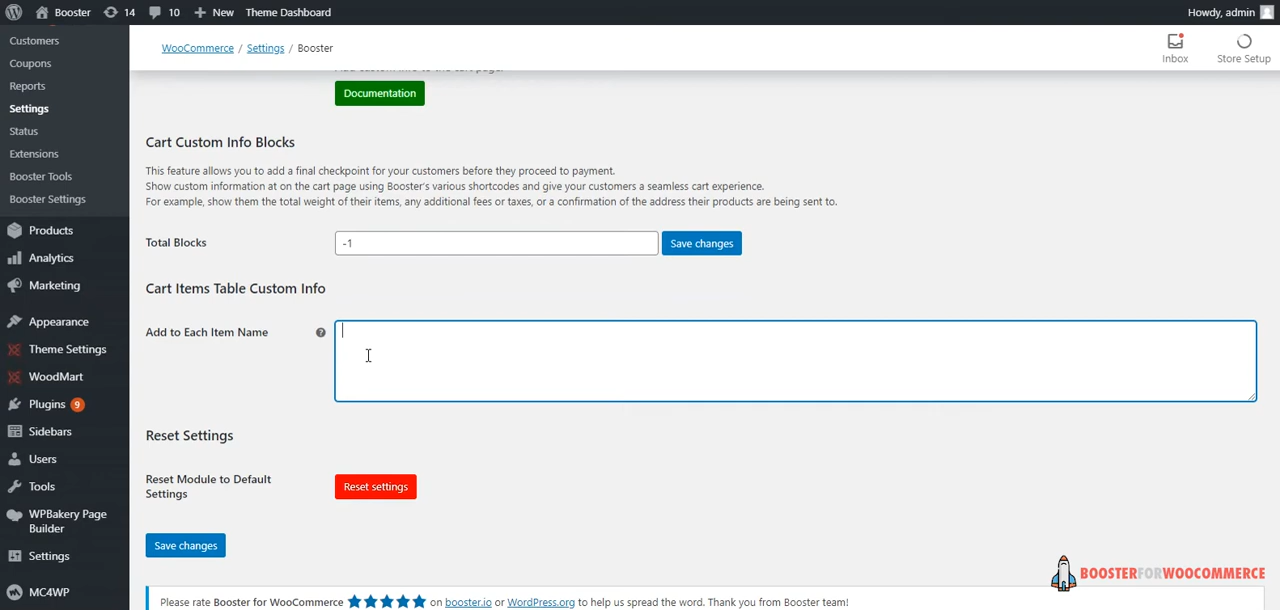 Booster
14
10
New
Theme Dashboard
Howdy, admin
Customers
Coupons
Reports
Settings
Status
Extensions
Booster Tools
Booster Settings
Products
Analytics
Marketing
Appearance
Theme Settings
WoodMart
Plugins 9
Sidebars
Users
Tools
WPBakery Page
Builder
Settings
MC4WP
WooCommerce / Settings / Booster
Inbox
Store Setup
Documentation
Cart Custom Info Blocks
This feature allows you to add a final checkpoint for your customers before they proceed to payment.
Show custom information at on the cart page using Booster's various shortcodes and give your customers a seamless cart experience.
For example, show them the total weight of their items, any additional fees or taxes, or a confirmation of the address their products are being sent to.
Total Blocks
-1
Save changes
Cart Items Table Custom Info
Add to Each Item Name
Reset Settings
Reset Module to Default
Settings
Reset settings
Save changes
BOOSTERFORWOOCOMMERCE
Please rate Booster for WooCommerce ★★★★★ on booster.io or WordPress.org to help us spread the word. Thank you from Booster team!